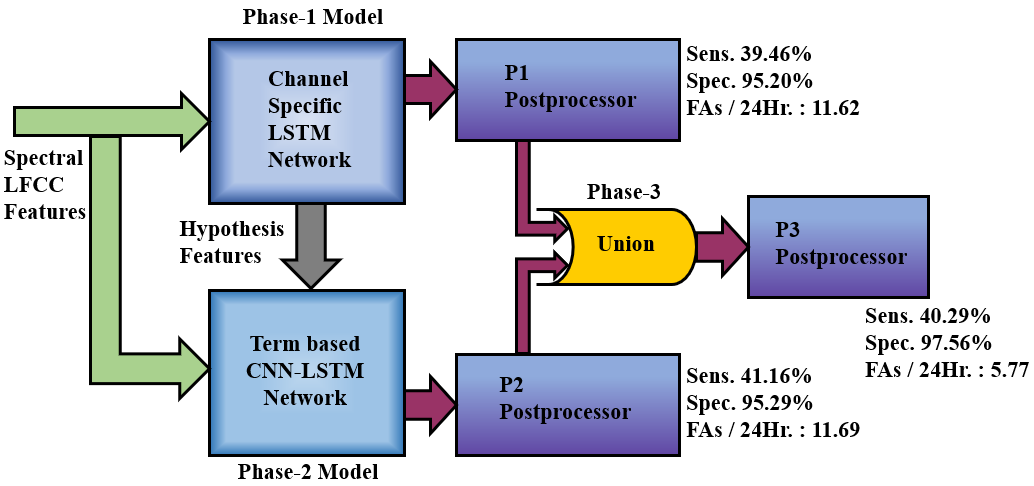 Phase-1 Model
Channel
Specific
LSTM
Network
P1
Postprocessor
Sens. 39.46%
Spec. 95.20%
FAs / 24Hr. : 11.62
Spectral
LFCC
Features
Hypothesis
Features
Phase-3
Union
P3
Postprocessor
Sens. 40.29%
Spec. 97.56%
FAs / 24Hr. : 5.77
Term based
CNN-LSTM
Network
Phase-2 Model
P2
Postprocessor
Sens. 41.16%
Spec. 95.29%
FAs / 24Hr. : 11.69